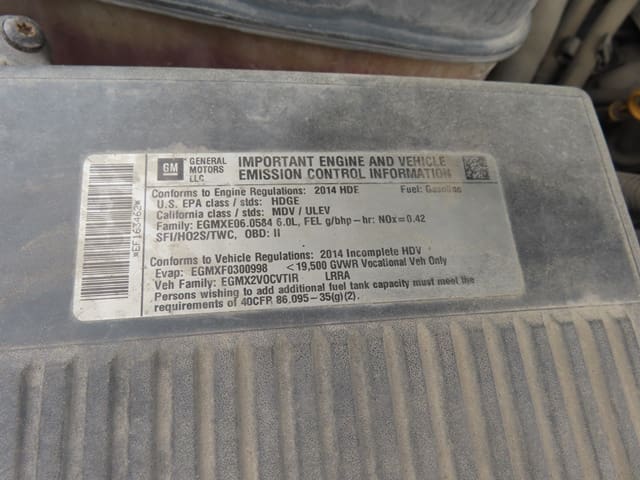 GM
GENERAL
MOTORS
LLC
IMPORTANT ENGINE AND VEHICLE
EMISSION CONTROL INFORMATION
Conforms to Engine Regulations: 2014 HDE Fuel: Gasoline
U.S. EPA class / stds: HDGE
California class / stds: MDV / ULEV
Family: EGMXE06.0584 6.0L, FEL g/bhp-hr: NOx=0.42
SFI/HO2S/TWC, OBD: II
Conforms to Vehicle Regulations: 2014 Incomplete HDV
Evap: EGMXF0300998 <19,500 GVWR Vocational Veh Only
Veh Family: EGMX2VOCVTIR LRRA
Persons wishing to add additional fuel tank capacity must meet the
requirements of 40CFR 86.095-35(g)(2).
*EF163462*